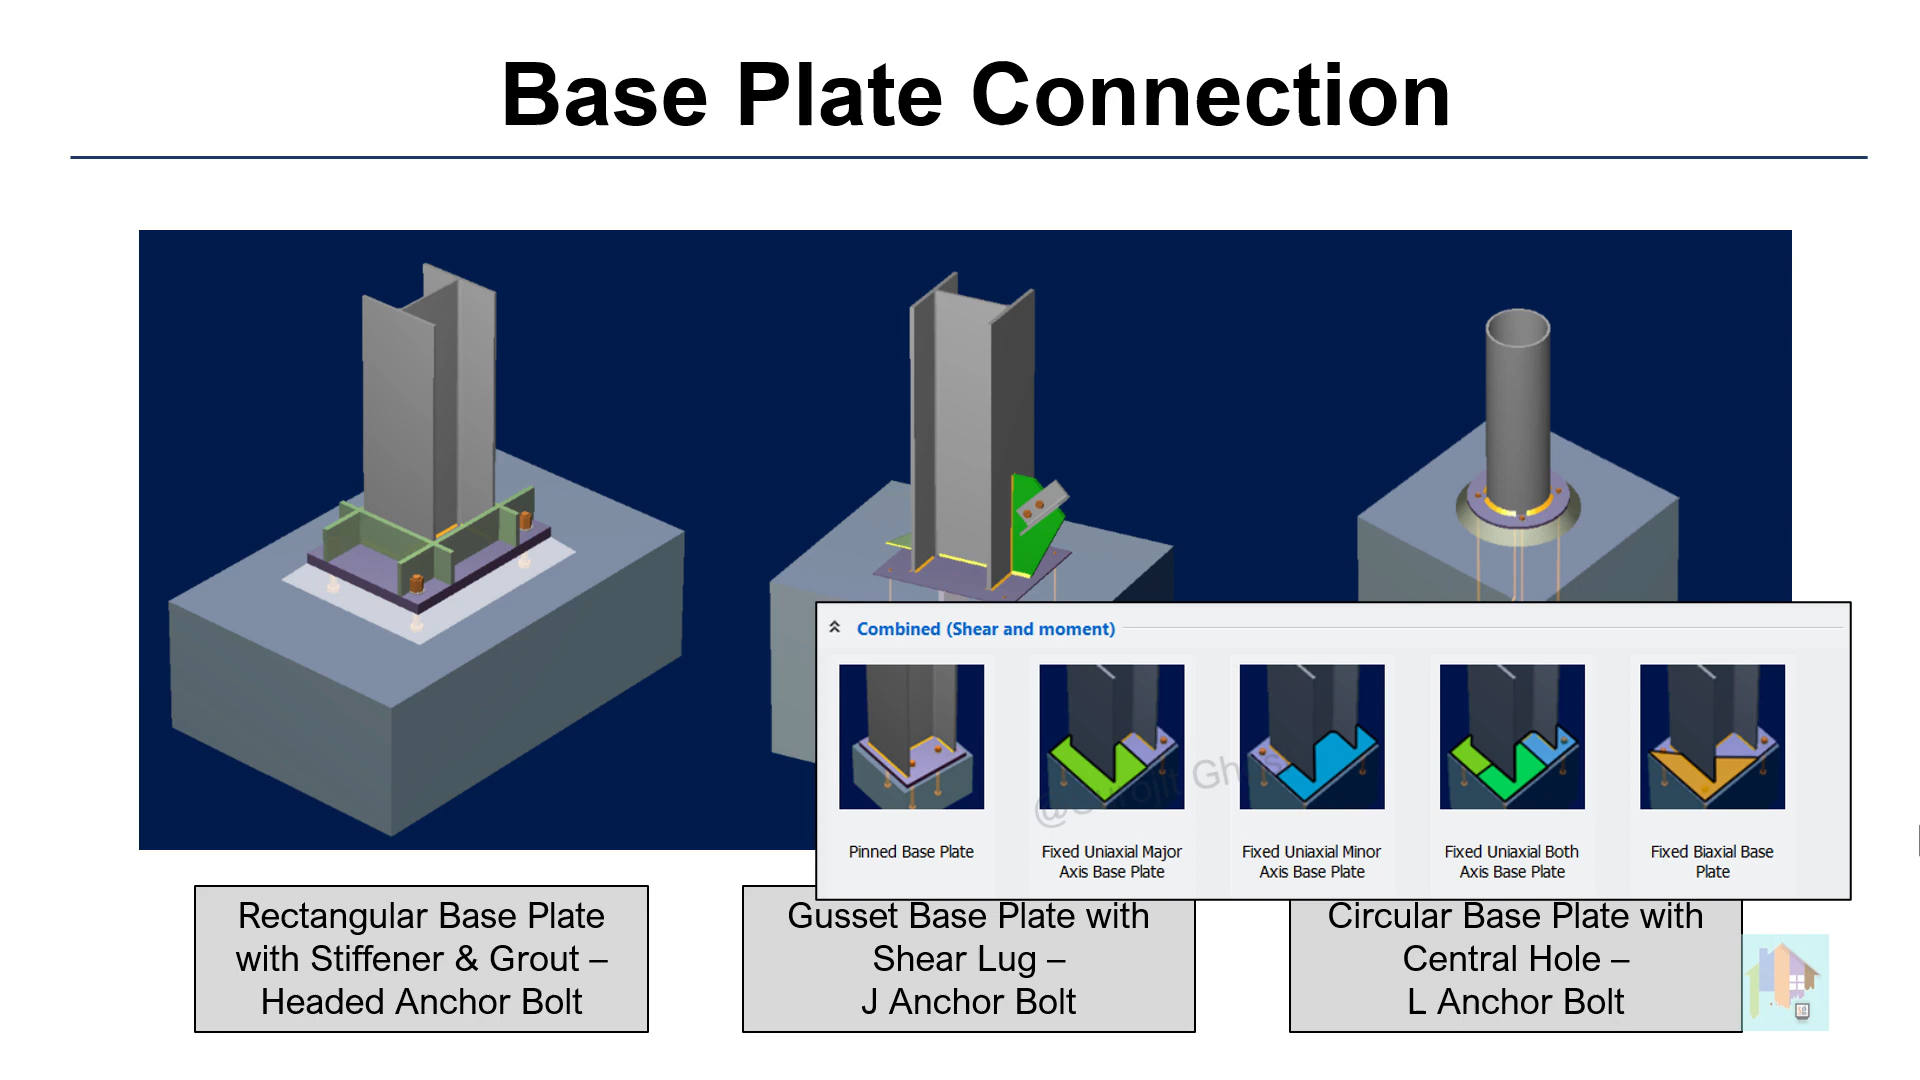 Base Plate Connection
Combined (Shear and moment)
Pinned Base Plate
Fixed Uniaxial Major
Axis Base Plate
Fixed Uniaxial Minor
Axis Base Plate
Fixed Uniaxial Both
Axis Base Plate
Fixed Biaxial Base
Plate
Rectangular Base Plate
with Stiffener & Grout –
Headed Anchor Bolt
Gusset Base Plate with
Shear Lug –
J Anchor Bolt
Circular Base Plate with
Central Hole –
L Anchor Bolt